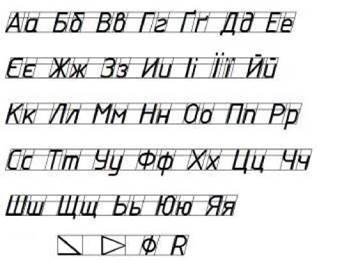 Аа Бб Вв Гг Ґґ Дд Ее
Єє Жж Зз Ии Іі Її Йй
Кк Лл Мм Нн Оо Пп Рр
Сс Тт Уу Фф Хх Цц Чч
Шш Щщ Ьь Юю Яя
◺ ▷ Ф R